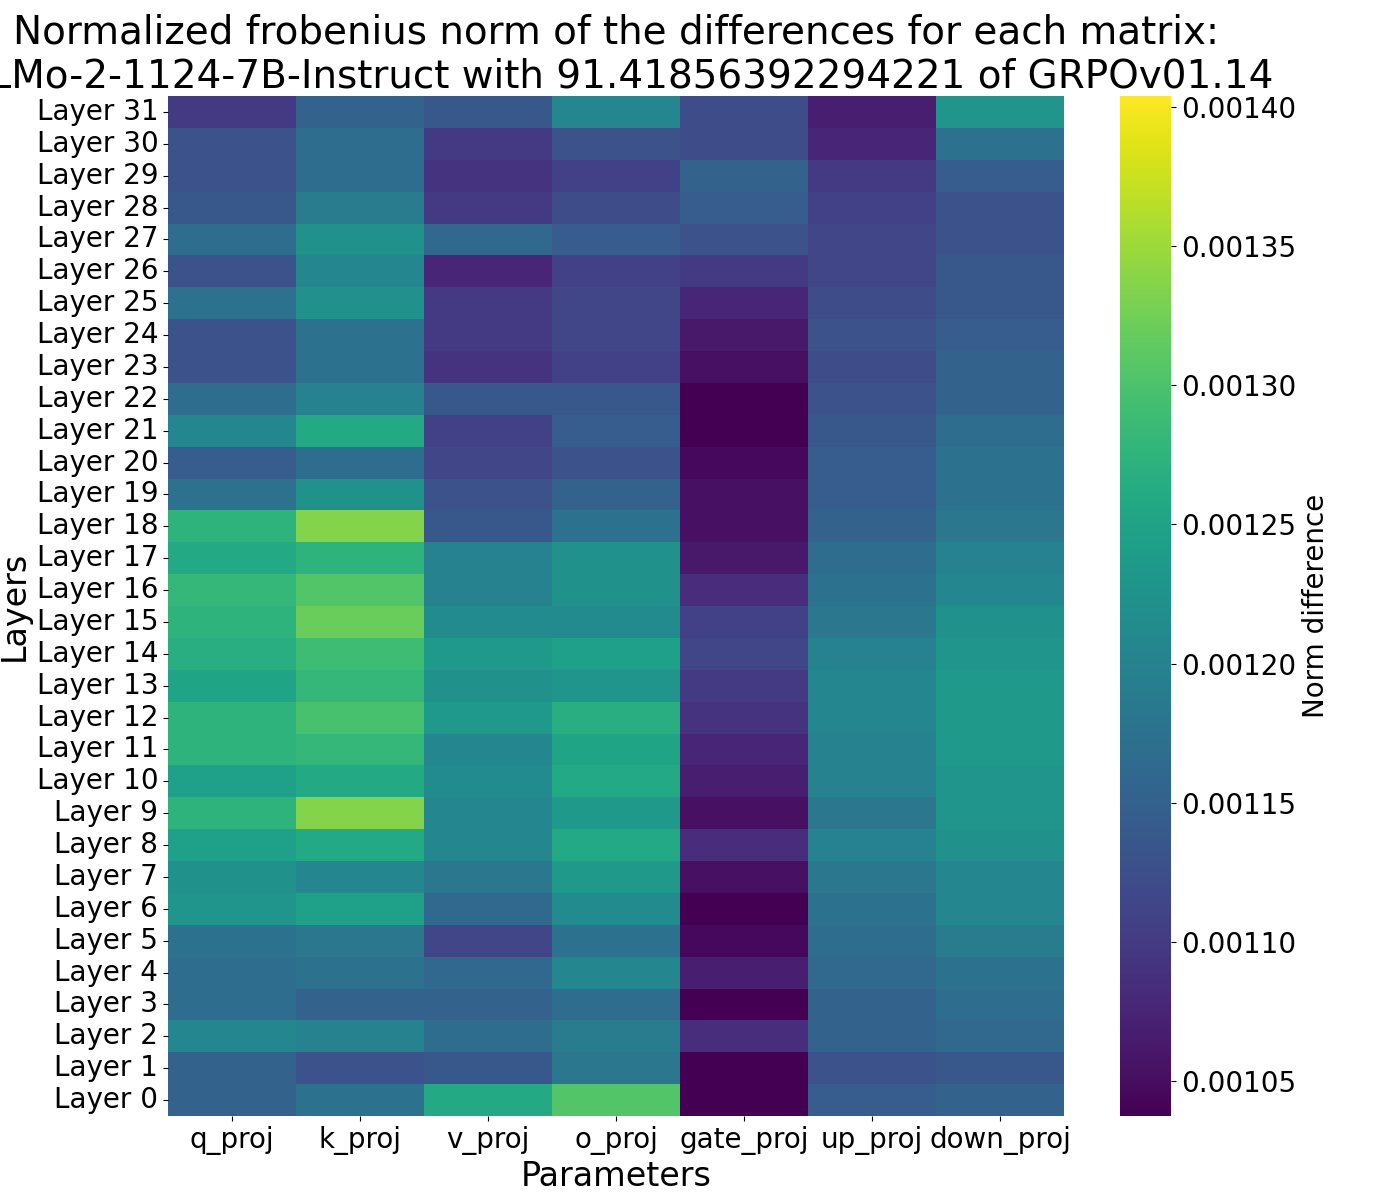 Normalized frobenius norm of the differences for each matrix:
LMo-2-1124-7B-Instruct with 91.41856392294221 of GRPOv01.14
Layer 31
Layer 30
Layer 29
Layer 28
Layer 27
Layer 26
Layer 25
Layer 24
Layer 23
Layer 22
Layer 21
Layer 20
Layer 19
Layer 18
Layer 17
Layer 16
Layer 15
Layer 14
Layer 13
Layer 12
Layer 11
Layer 10
Layer 9
Layer 8
Layer 7
Layer 6
Layer 5
Layer 4
Layer 3
Layer 2
Layer 1
Layer 0
Layers
q_proj k_proj v_proj o_proj gate_proj up_proj down_proj
Parameters
0.00140
0.00135
0.00130
0.00125
0.00120
0.00115
0.00110
0.00105
Norm difference